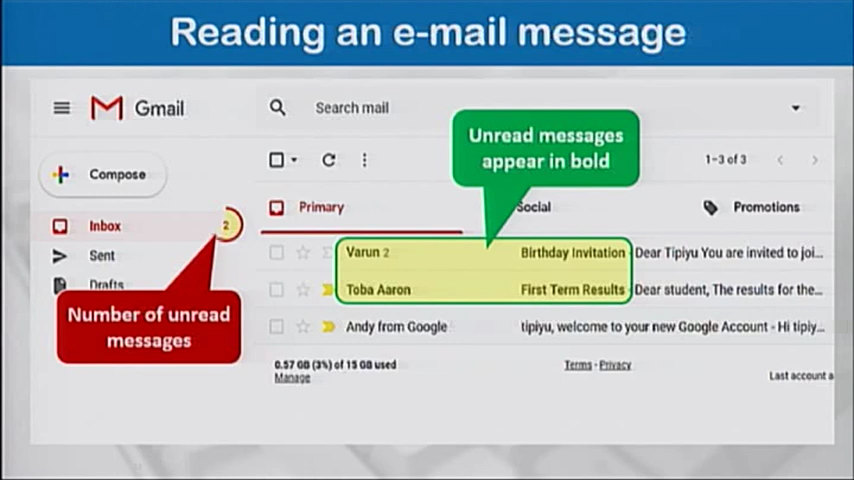 Reading an e-mail message
Gmail
Search mail
Unread messages
appear in bold
Compose
1–3 of 3
Primary
Social
Promotions
Inbox
2
Sent
Drafts
Varun 2
Birthday Invitation - Dear Tipiyu You are invited to joi...
Toba Aaron
First Term Results - Dear student, The results for the...
Andy from Google
tipiyu, welcome to your new Google Account - Hi tipiy...
Number of unread
messages
0.57 GB (3%) of 15 GB used
Manage
Terms - Privacy
Last account a